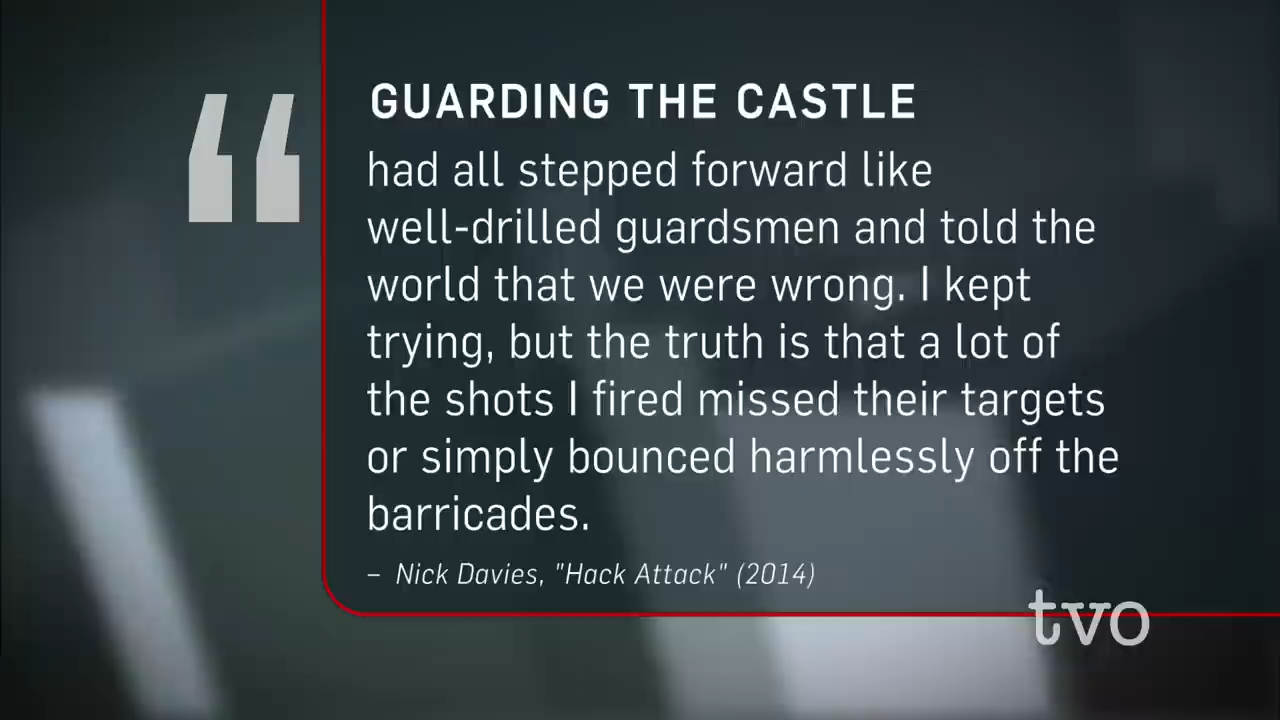 “
GUARDING THE CASTLE
had all stepped forward like
well-drilled guardsmen and told the
world that we were wrong. I kept
trying, but the truth is that a lot of
the shots I fired missed their targets
or simply bounced harmlessly off the
barricades.
– Nick Davies, "Hack Attack" (2014)
tvo